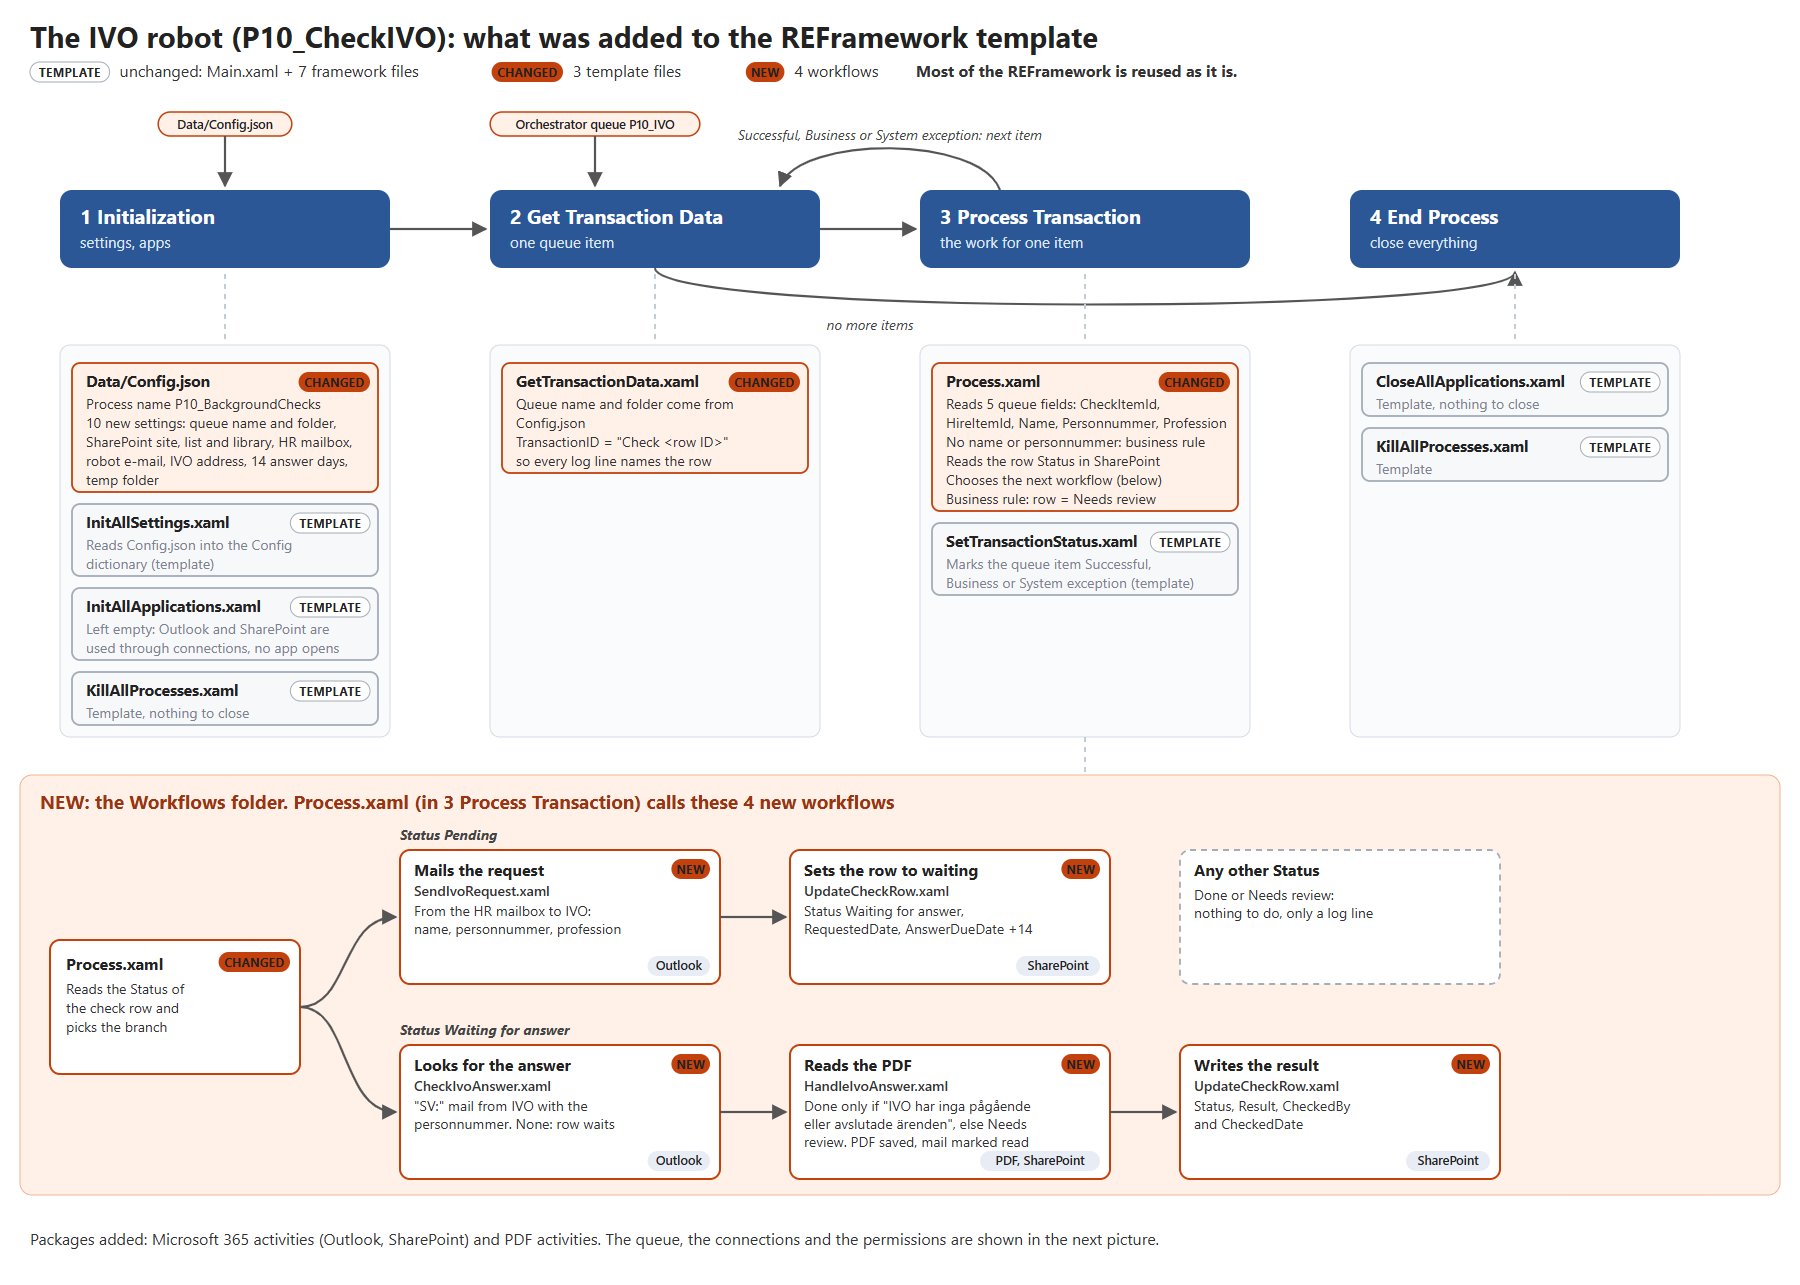 The IVO robot (P10_CheckIVO): what was added to the REFramework template
TEMPLATE unchanged: Main.xaml + 7 framework files
CHANGED 3 template files
NEW 4 workflows
Most of the REFramework is reused as it is.
Data/Config.json
Orchestrator queue P10_IVO
Successful, Business or System exception: next item
1 Initialization
settings, apps
2 Get Transaction Data
one queue item
3 Process Transaction
the work for one item
4 End Process
close everything
no more items
Data/Config.json CHANGED
Process name P10_BackgroundChecks
10 new settings: queue name and folder,
SharePoint site, list and library, HR mailbox,
robot e-mail, IVO address, 14 answer days,
temp folder
InitAllSettings.xaml TEMPLATE
Reads Config.json into the Config
dictionary (template)
InitAllApplications.xaml TEMPLATE
Left empty: Outlook and SharePoint are
used through connections, no app opens
KillAllProcesses.xaml TEMPLATE
Template, nothing to close
GetTransactionData.xaml CHANGED
Queue name and folder come from
Config.json
TransactionID = "Check <row ID>"
so every log line names the row
Process.xaml CHANGED
Reads 5 queue fields: CheckItemId,
HireItemId, Name, Personnummer, Profession
No name or personnummer: business rule
Reads the row Status in SharePoint
Chooses the next workflow (below)
Business rule: row = Needs review
SetTransactionStatus.xaml TEMPLATE
Marks the queue item Successful,
Business or System exception (template)
CloseAllApplications.xaml TEMPLATE
Template, nothing to close
KillAllProcesses.xaml TEMPLATE
Template
NEW: the Workflows folder. Process.xaml (in 3 Process Transaction) calls these 4 new workflows
Process.xaml CHANGED
Reads the Status of
the check row and
picks the branch
Status Pending
Mails the request NEW
SendIvoRequest.xaml
From the HR mailbox to IVO:
name, personnummer, profession
Outlook
Sets the row to waiting NEW
UpdateCheckRow.xaml
Status Waiting for answer,
RequestedDate, AnswerDueDate +14
SharePoint
Any other Status
Done or Needs review:
nothing to do, only a log line
Status Waiting for answer
Looks for the answer NEW
CheckIvoAnswer.xaml
"SV:" mail from IVO with the
personnummer. None: row waits
Outlook
Reads the PDF NEW
HandleIvoAnswer.xaml
Done only if "IVO har inga pågående
eller avslutade ärenden", else Needs
review. PDF saved, mail marked read
PDF, SharePoint
Writes the result NEW
UpdateCheckRow.xaml
Status, Result, CheckedBy
and CheckedDate
SharePoint
Packages added: Microsoft 365 activities (Outlook, SharePoint) and PDF activities. The queue, the connections and the permissions are shown in the next picture.